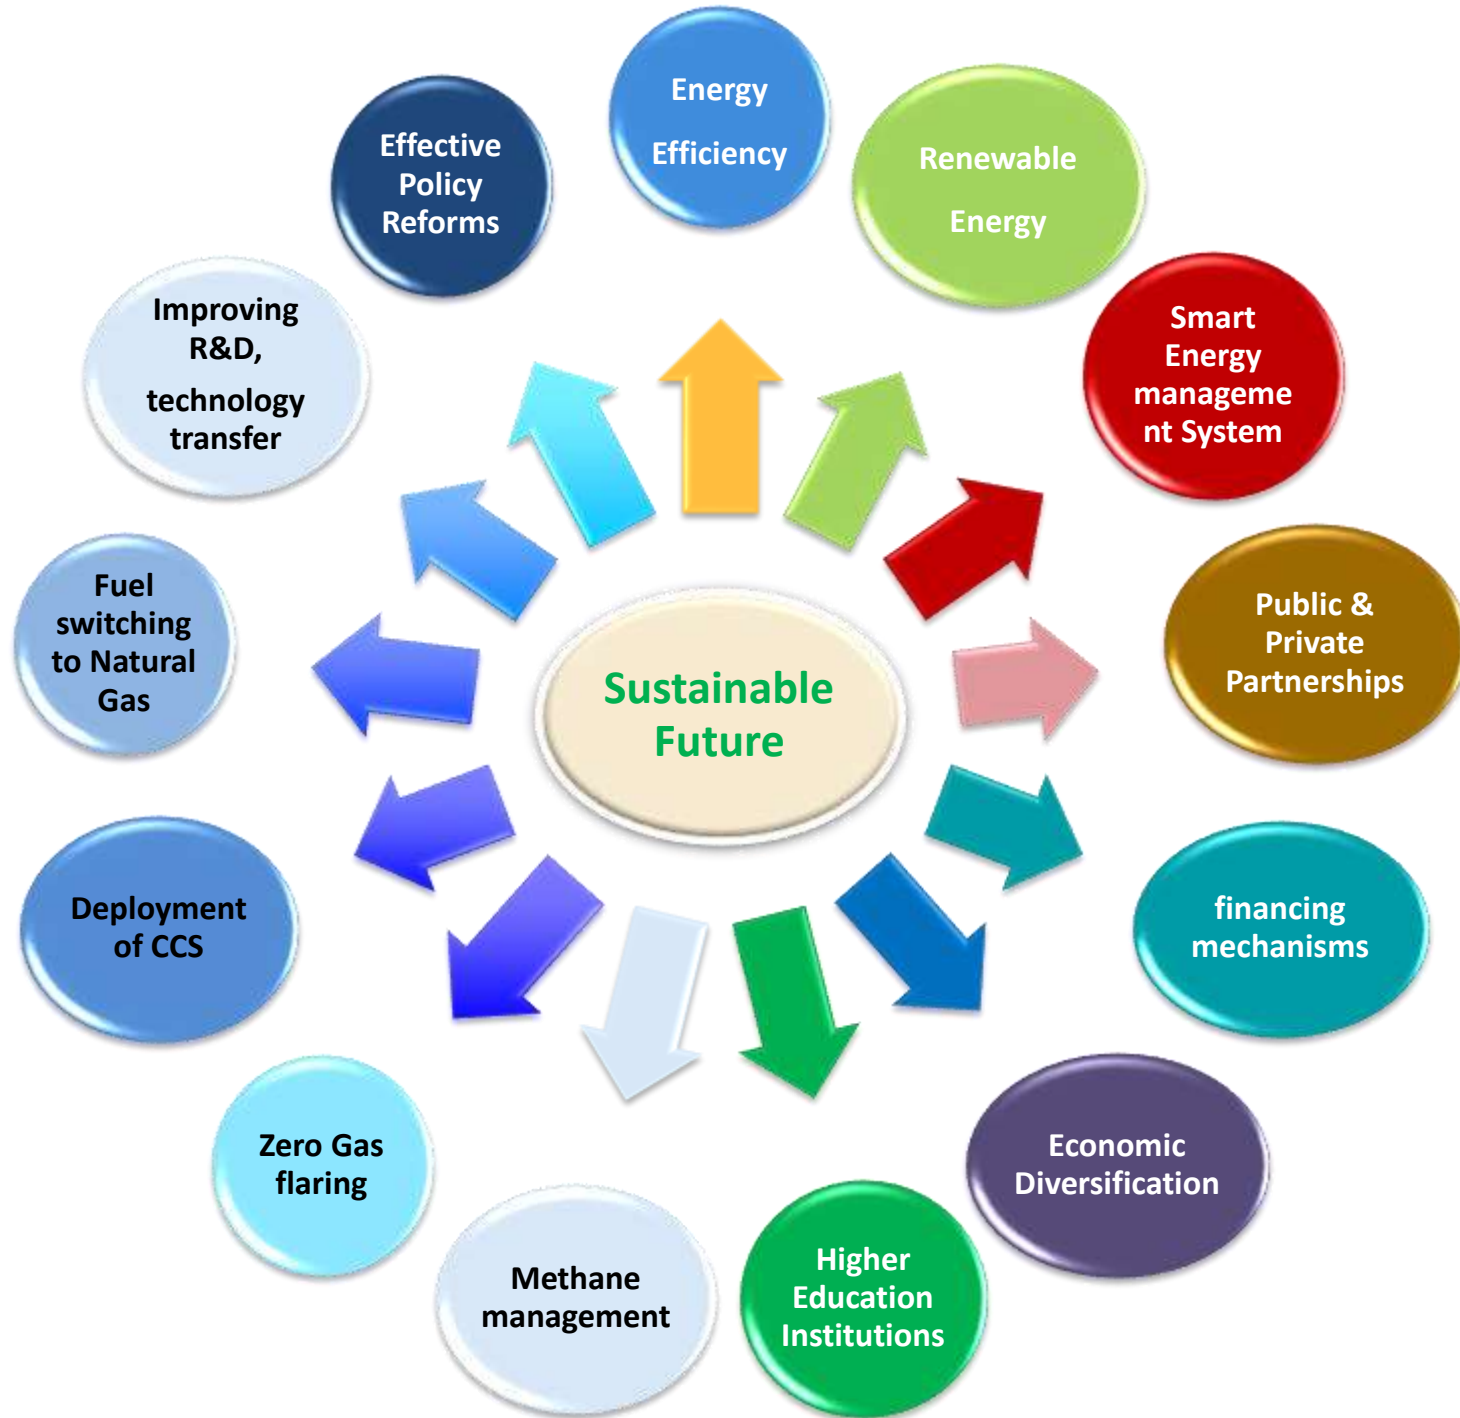 Energy
Efficiency
Renewable
Energy
Smart
Energy
manageme
nt System
Public &
Private
Partnerships
financing
mechanisms
Economic
Diversification
Higher
Education
Institutions
Methane
management
Zero Gas
flaring
Deployment
of CCS
Fuel
switching
to Natural
Gas
Improving
R&D,
technology
transfer
Effective
Policy
Reforms
Sustainable
Future